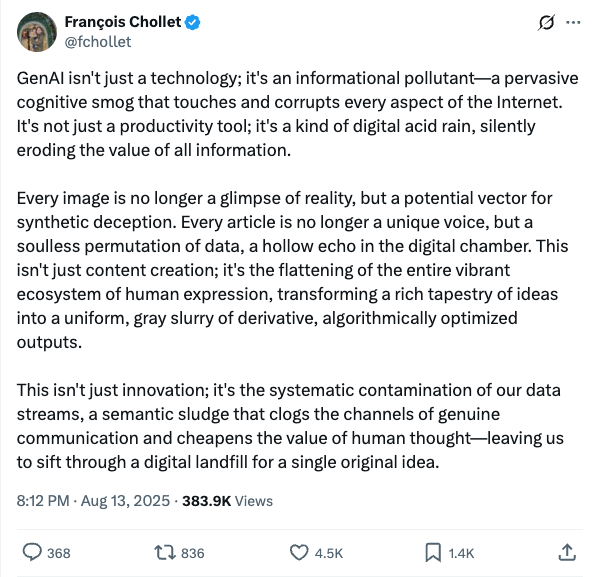 François Chollet
@fchollet
GenAI isn't just a technology; it's an informational pollutant—a pervasive
cognitive smog that touches and corrupts every aspect of the Internet.
It's not just a productivity tool; it's a kind of digital acid rain, silently
eroding the value of all information.
Every image is no longer a glimpse of reality, but a potential vector for
synthetic deception. Every article is no longer a unique voice, but a
soulless permutation of data, a hollow echo in the digital chamber. This
isn't just content creation; it's the flattening of the entire vibrant
ecosystem of human expression, transforming a rich tapestry of ideas
into a uniform, gray slurry of derivative, algorithmically optimized
outputs.
This isn't just innovation; it's the systematic contamination of our data
streams, a semantic sludge that clogs the channels of genuine
communication and cheapens the value of human thought—leaving us
to sift through a digital landfill for a single original idea.
8:12 PM · Aug 13, 2025 · 383.9K Views
368 836 4.5K 1.4K